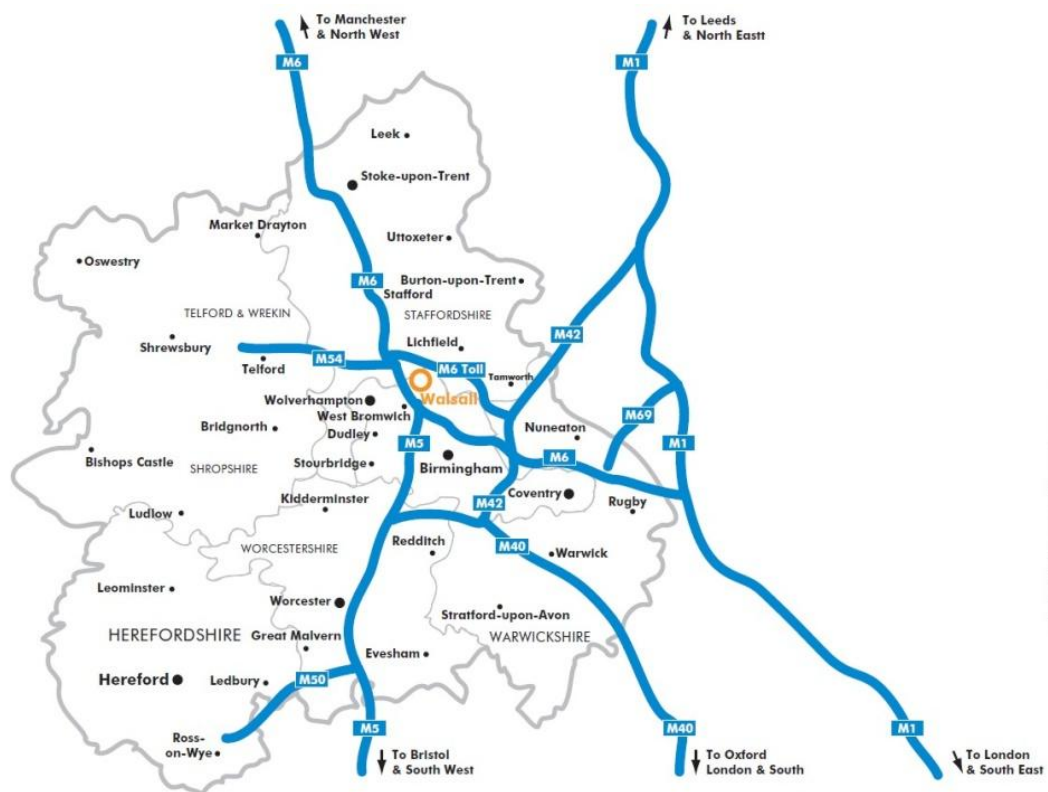 To Manchester
& North West
To Leeds
& North Eastt
M6
M1
Leek
Stoke-upon-Trent
Market Drayton
Uttoxeter
Oswestry
M6
Burton-upon-Trent
Stafford
TELFORD & WREKIN
STAFFORDSHIRE
M42
Shrewsbury
Lichfield
M54
Telford
M6 Toll
Tamworth
Walsall
Wolverhampton
West Bromwich
M69
Bridgnorth
Dudley
M5
Nuneaton
M1
Bishops Castle
SHROPSHIRE
Stourbridge
Birmingham
M6
Kidderminster
Coventry
M42
Rugby
Ludlow
WORCESTERSHIRE
Redditch
M40
Warwick
Leominster
Worcester
Stratford-upon-Avon
HEREFORDSHIRE
Great Malvern
WARWICKSHIRE
Evesham
Hereford
Ledbury
M50
M5
M40
M1
Ross-
on-Wye
To Bristol
& South West
To Oxford
London & South
To London
& South East